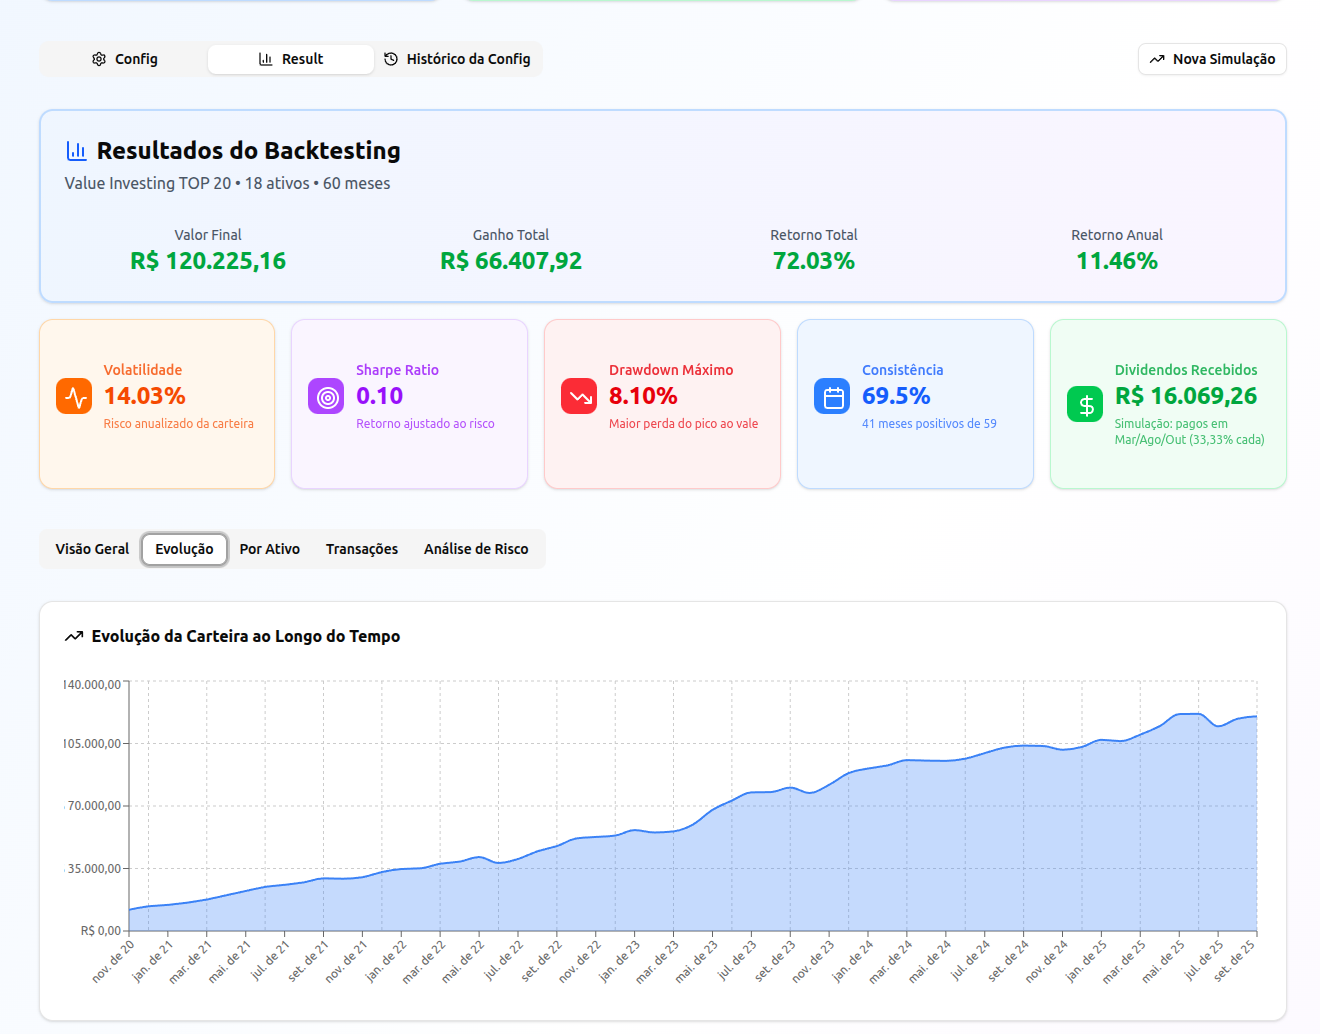 Config
Result
Histórico da Config
Nova Simulação
Resultados do Backtesting
Value Investing TOP 20 • 18 ativos • 60 meses
Valor Final
R$ 120.225,16
Ganho Total
R$ 66.407,92
Retorno Total
72.03%
Retorno Anual
11.46%
Volatilidade
14.03%
Risco anualizado da carteira
Sharpe Ratio
0.10
Retorno ajustado ao risco
Drawdown Máximo
8.10%
Maior perda do pico ao vale
Consistência
69.5%
41 meses positivos de 59
Dividendos Recebidos
R$ 16.069,26
Simulação: pagos em
Mar/Ago/Out (33,33% cada)
Visão Geral
Evolução
Por Ativo
Transações
Análise de Risco
Evolução da Carteira ao Longo do Tempo
140.000,00
105.000,00
70.000,00
35.000,00
R$ 0,00
nov. de 20
jan. de 21
mar. de 21
mai. de 21
jul. de 21
set. de 21
nov. de 21
jan. de 22
mar. de 22
mai. de 22
jul. de 22
set. de 22
nov. de 22
jan. de 23
mar. de 23
mai. de 23
jul. de 23
set. de 23
nov. de 23
jan. de 24
mar. de 24
mai. de 24
jul. de 24
set. de 24
nov. de 24
jan. de 25
mar. de 25
mai. de 25
jul. de 25
set. de 25